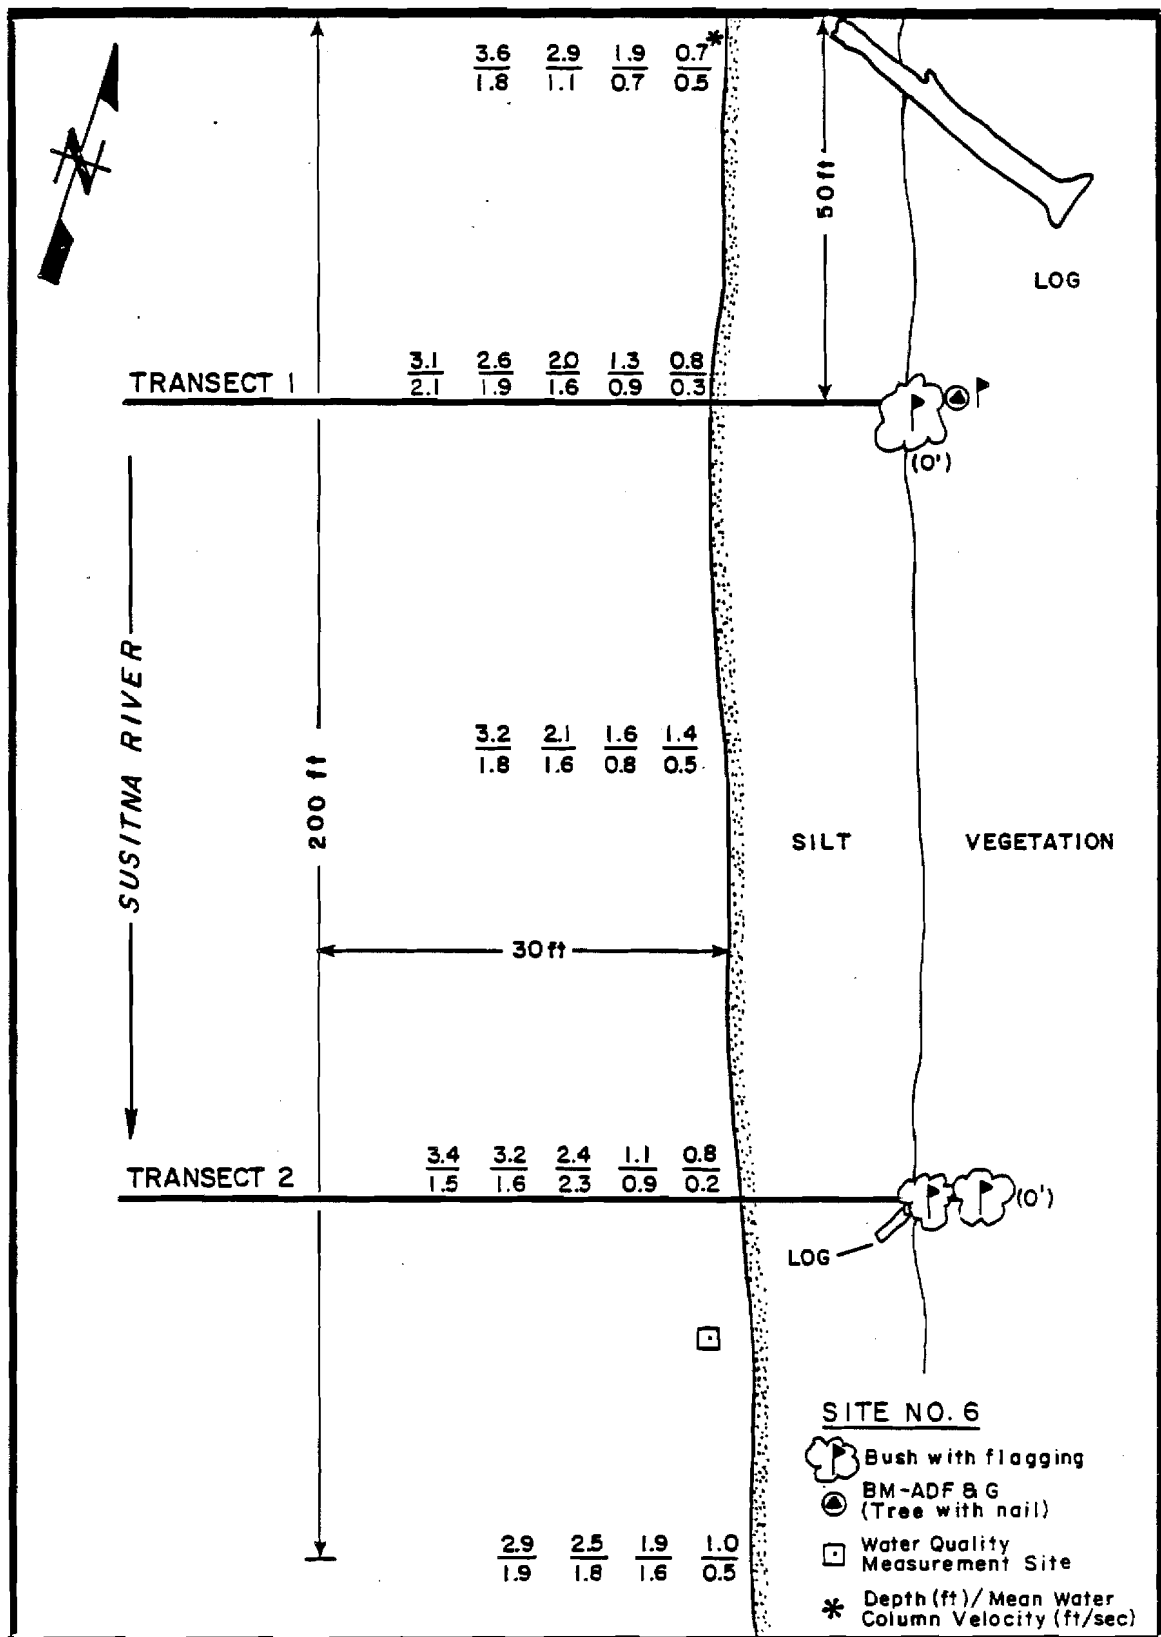 3.6 2.9 1.9 0.7*
1.8 1.1 0.7 0.5
N
50 ft
LOG
TRANSECT 1
3.1 2.6 2.0 1.3 0.8
2.1 1.9 1.6 0.9 0.3
(0')
SUSITNA RIVER
200 ft
3.2 2.1 1.6 1.4
1.8 1.6 0.8 0.5
SILT
VEGETATION
30 ft
TRANSECT 2
3.4 3.2 2.4 1.1 0.8
1.5 1.6 2.3 0.9 0.2
(0')
LOG
2.9 2.5 1.9 1.0
1.9 1.8 1.6 0.5
SITE NO. 6
Bush with flagging
BM-ADF & G
(Tree with nail)
Water Quality
Measurement Site
* Depth (ft) / Mean Water
Column Velocity (ft/sec)